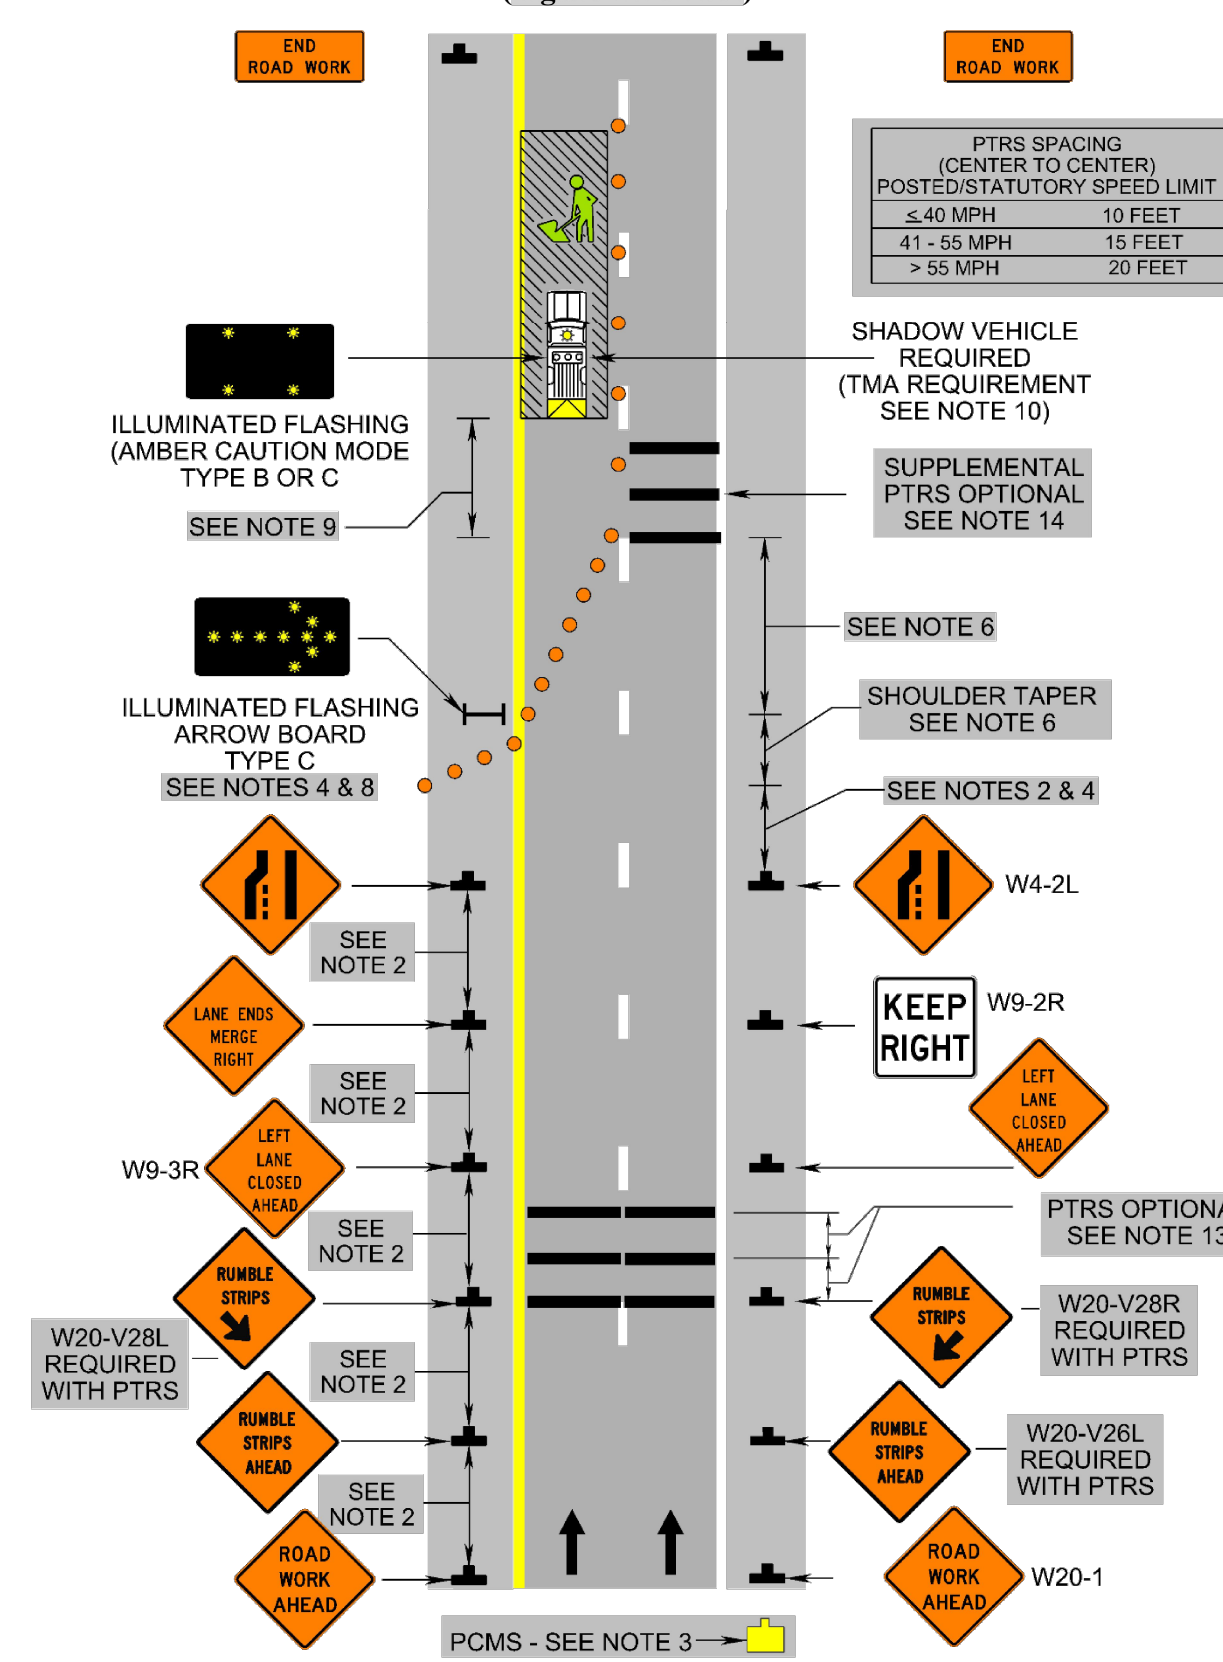 END
ROAD WORK
END
ROAD WORK
PTRS SPACING
(CENTER TO CENTER)
POSTED/STATUTORY SPEED LIMIT
≤40 MPH 10 FEET
41 - 55 MPH 15 FEET
> 55 MPH 20 FEET
SHADOW VEHICLE
REQUIRED
(TMA REQUIREMENT
SEE NOTE 10)
ILLUMINATED FLASHING
(AMBER CAUTION MODE
TYPE B OR C
SEE NOTE 9
SUPPLEMENTAL
PTRS OPTIONAL
SEE NOTE 14
SEE NOTE 6
ILLUMINATED FLASHING
ARROW BOARD
TYPE C
SEE NOTES 4 & 8
SHOULDER TAPER
SEE NOTE 6
SEE NOTES 2 & 4
W4-2L
SEE
NOTE 2
LANE ENDS
MERGE
RIGHT
KEEP
RIGHT
W9-2R
SEE
NOTE 2
LEFT
LANE
CLOSED
AHEAD
W9-3R
LEFT
LANE
CLOSED
AHEAD
SEE
NOTE 2
PTRS OPTIONA
SEE NOTE 13
RUMBLE
STRIPS
RUMBLE
STRIPS
W20-V28L
REQUIRED
WITH PTRS
SEE
NOTE 2
W20-V28R
REQUIRED
WITH PTRS
RUMBLE
STRIPS
AHEAD
RUMBLE
STRIPS
AHEAD
W20-V26L
REQUIRED
WITH PTRS
SEE
NOTE 2
ROAD
WORK
AHEAD
ROAD
WORK
AHEAD
W20-1
PCMS - SEE NOTE 3